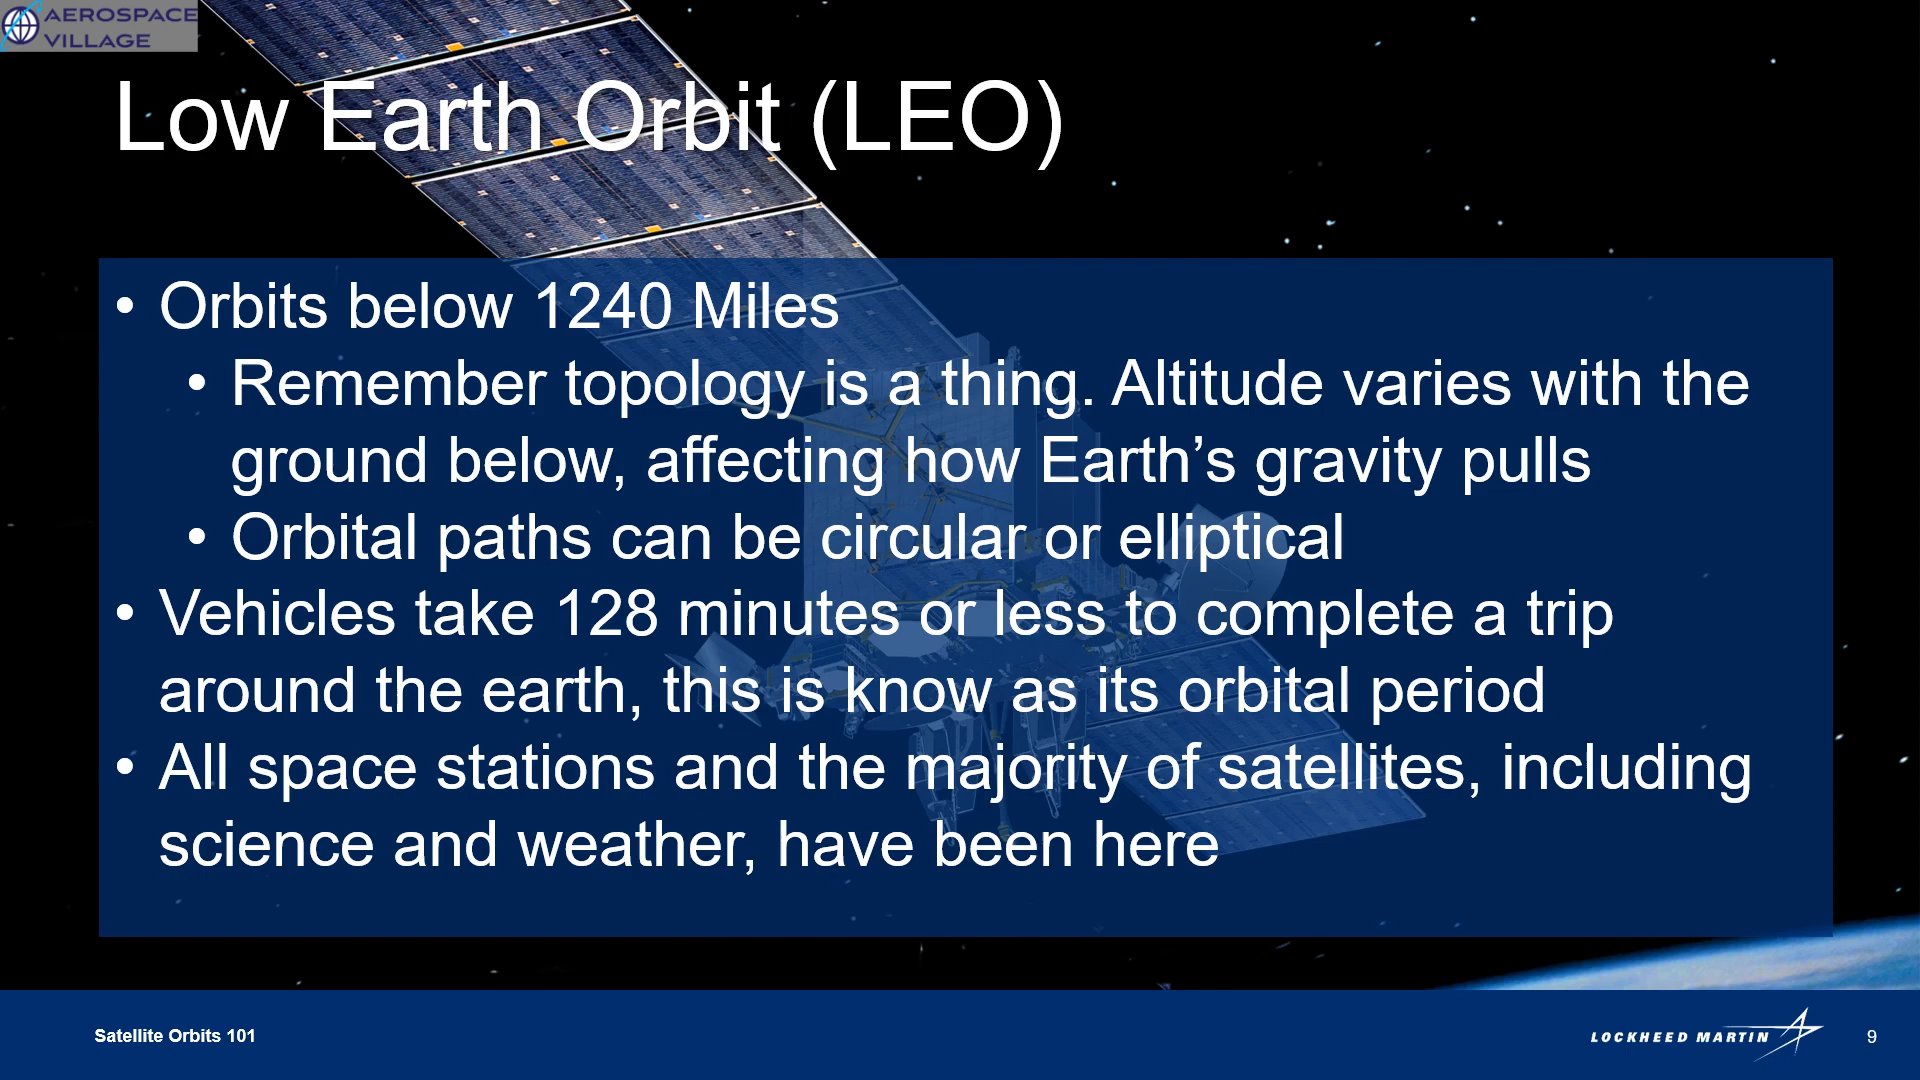 AEROSPACE
VILLAGE
Low Earth Orbit (LEO)
• Orbits below 1240 Miles
• Remember topology is a thing. Altitude varies with the
ground below, affecting how Earth’s gravity pulls
• Orbital paths can be circular or elliptical
• Vehicles take 128 minutes or less to complete a trip
around the earth, this is know as its orbital period
• All space stations and the majority of satellites, including
science and weather, have been here
Satellite Orbits 101
LOCKHEED MARTIN
9